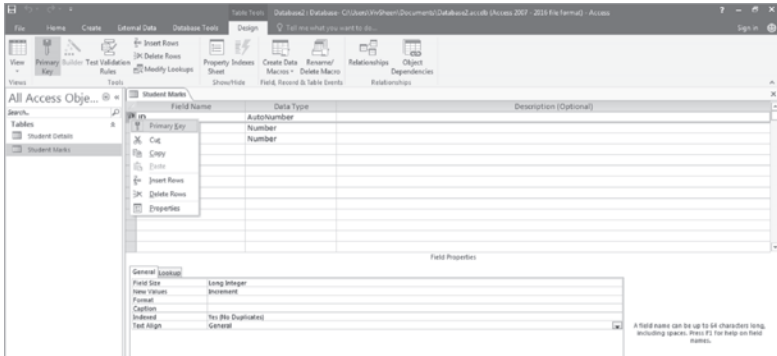 Table Tools Database2 : Database- C:\Users\VivSheen\Documents\Database2.accdb (Access 2007 - 2016 file format) - Access
File Home Create External Data Database Tools Design Tell me what you want to do... Sign in
View
Primary Key
Builder
Test Validation Rules
Insert Rows
Delete Rows
Modify Lookups
Property Sheet
Indexes
Create Data Macros
Rename/ Delete Macro
Relationships
Object Dependencies
Views Tools Show/Hide Field, Record & Table Events Relationships
All Access Obje...
Search...
Tables
Student Details
Student Marks
Student Marks
Field Name Data Type Description (Optional)
ID AutoNumber
Number
Number
Primary Key
Cut
Copy
Paste
Insert Rows
Delete Rows
Properties
Field Properties
General Lookup
Field Size Long Integer
New Values Increment
Format
Caption
Indexed Yes (No Duplicates)
Text Align General
A field name can be up to 64 characters long,
including spaces. Press F1 for help on field
names.